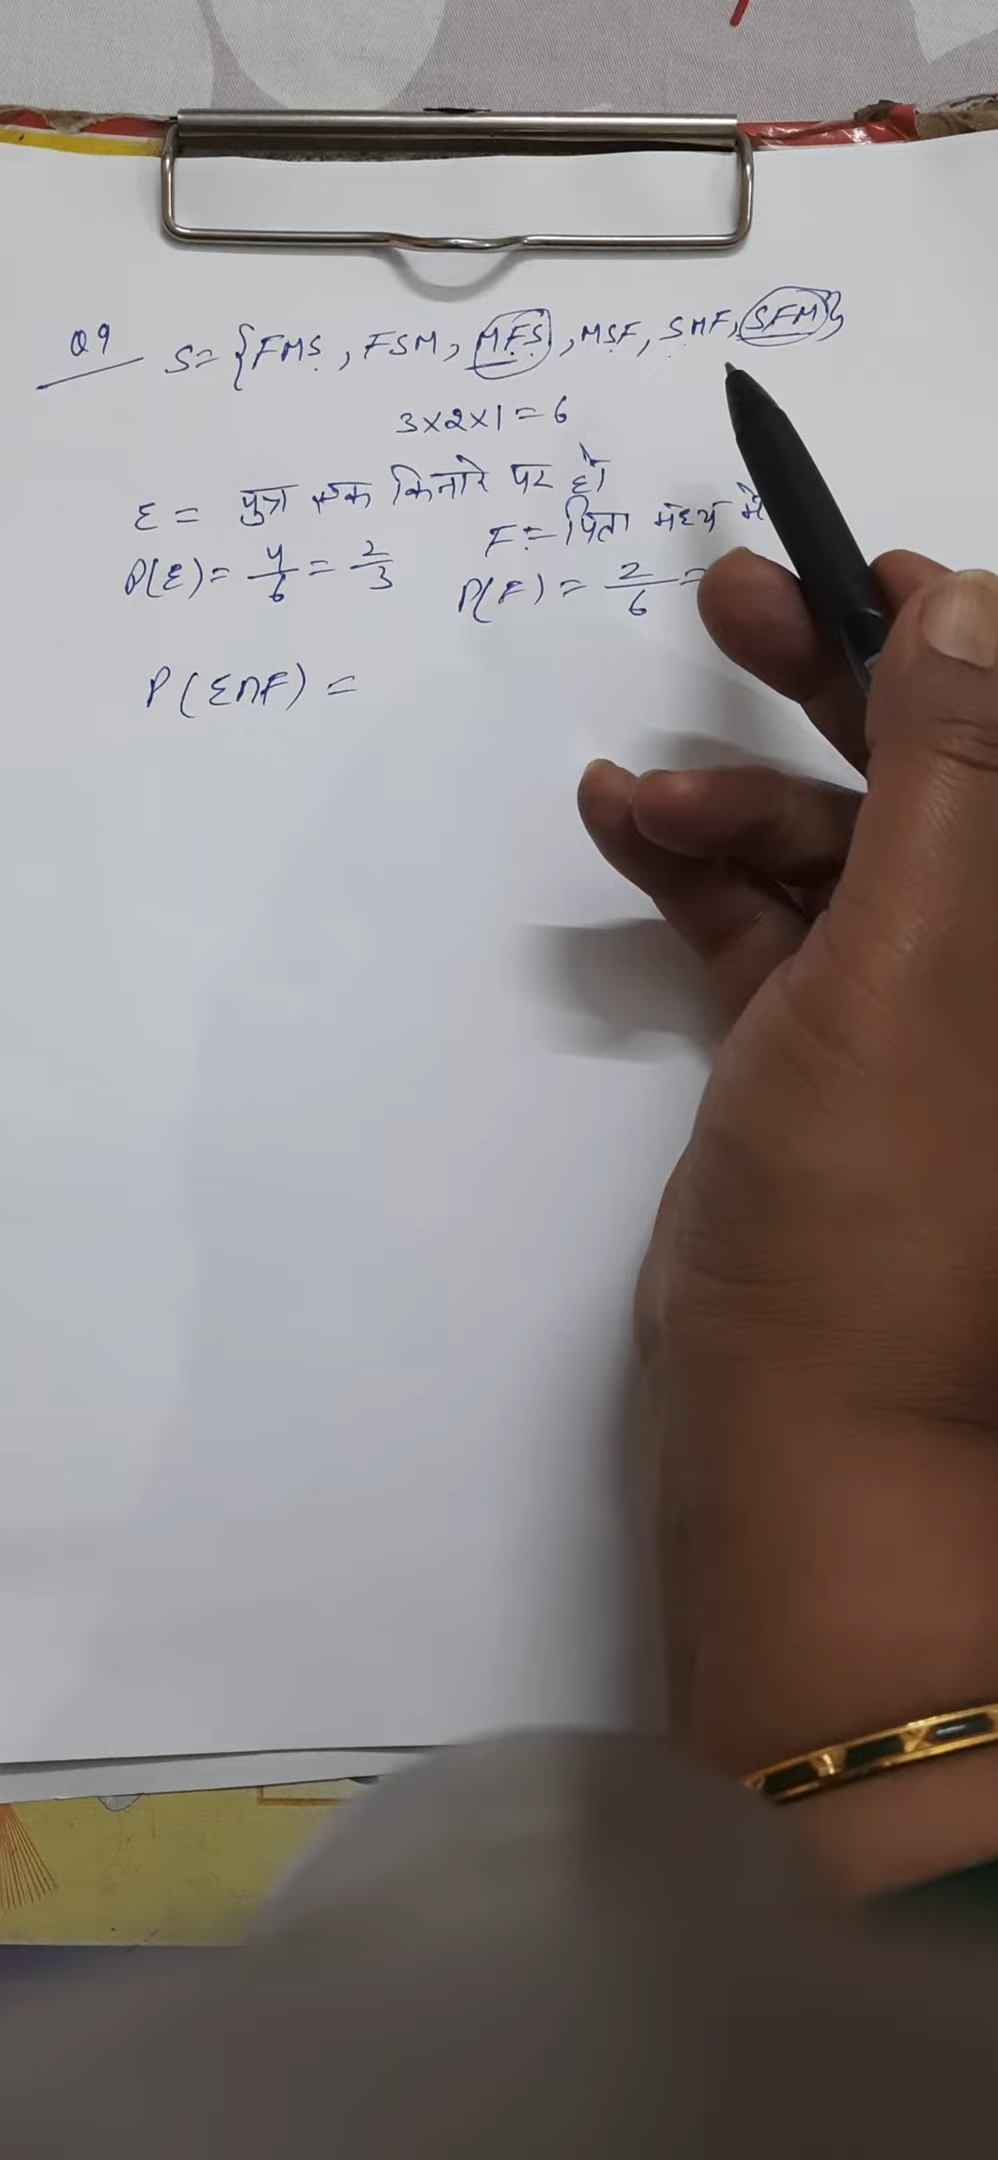 Q9 S= {FMS, FSM, MFS, MSF, SMF, SFM}
3×2×1=6
E = पुत्र एक किनारे पर हो
F = पिता मध्य में
P(E) = 4/6 = 2/3 P(F) = 2/6 =
P(E∩F) =